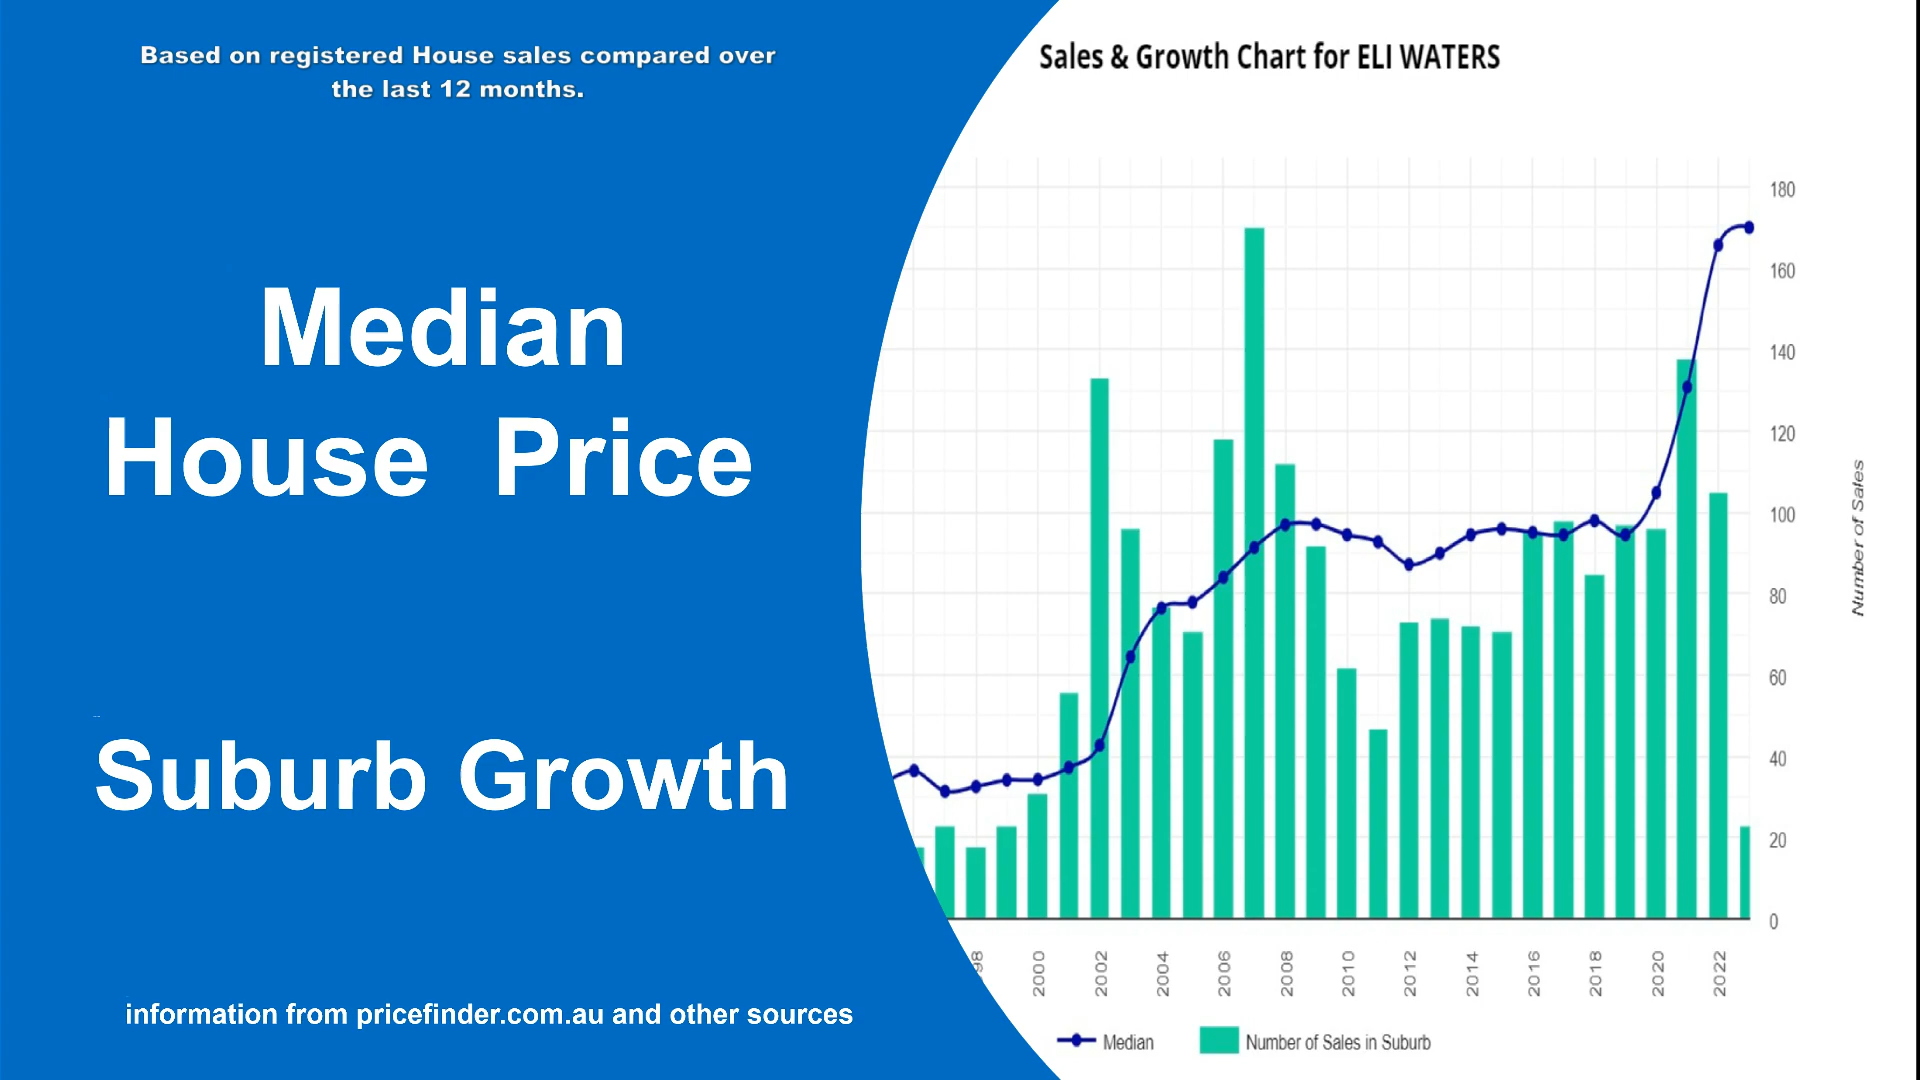 Based on registered House sales compared over
the last 12 months.
Median
House Price
Suburb Growth
information from pricefinder.com.au and other sources
Sales & Growth Chart for ELI WATERS
180
160
140
120
100
80
60
40
20
0
Number of Sales
98
2000
2002
2004
2006
2008
2010
2012
2014
2016
2018
2020
2022
Median
Number of Sales in Suburb